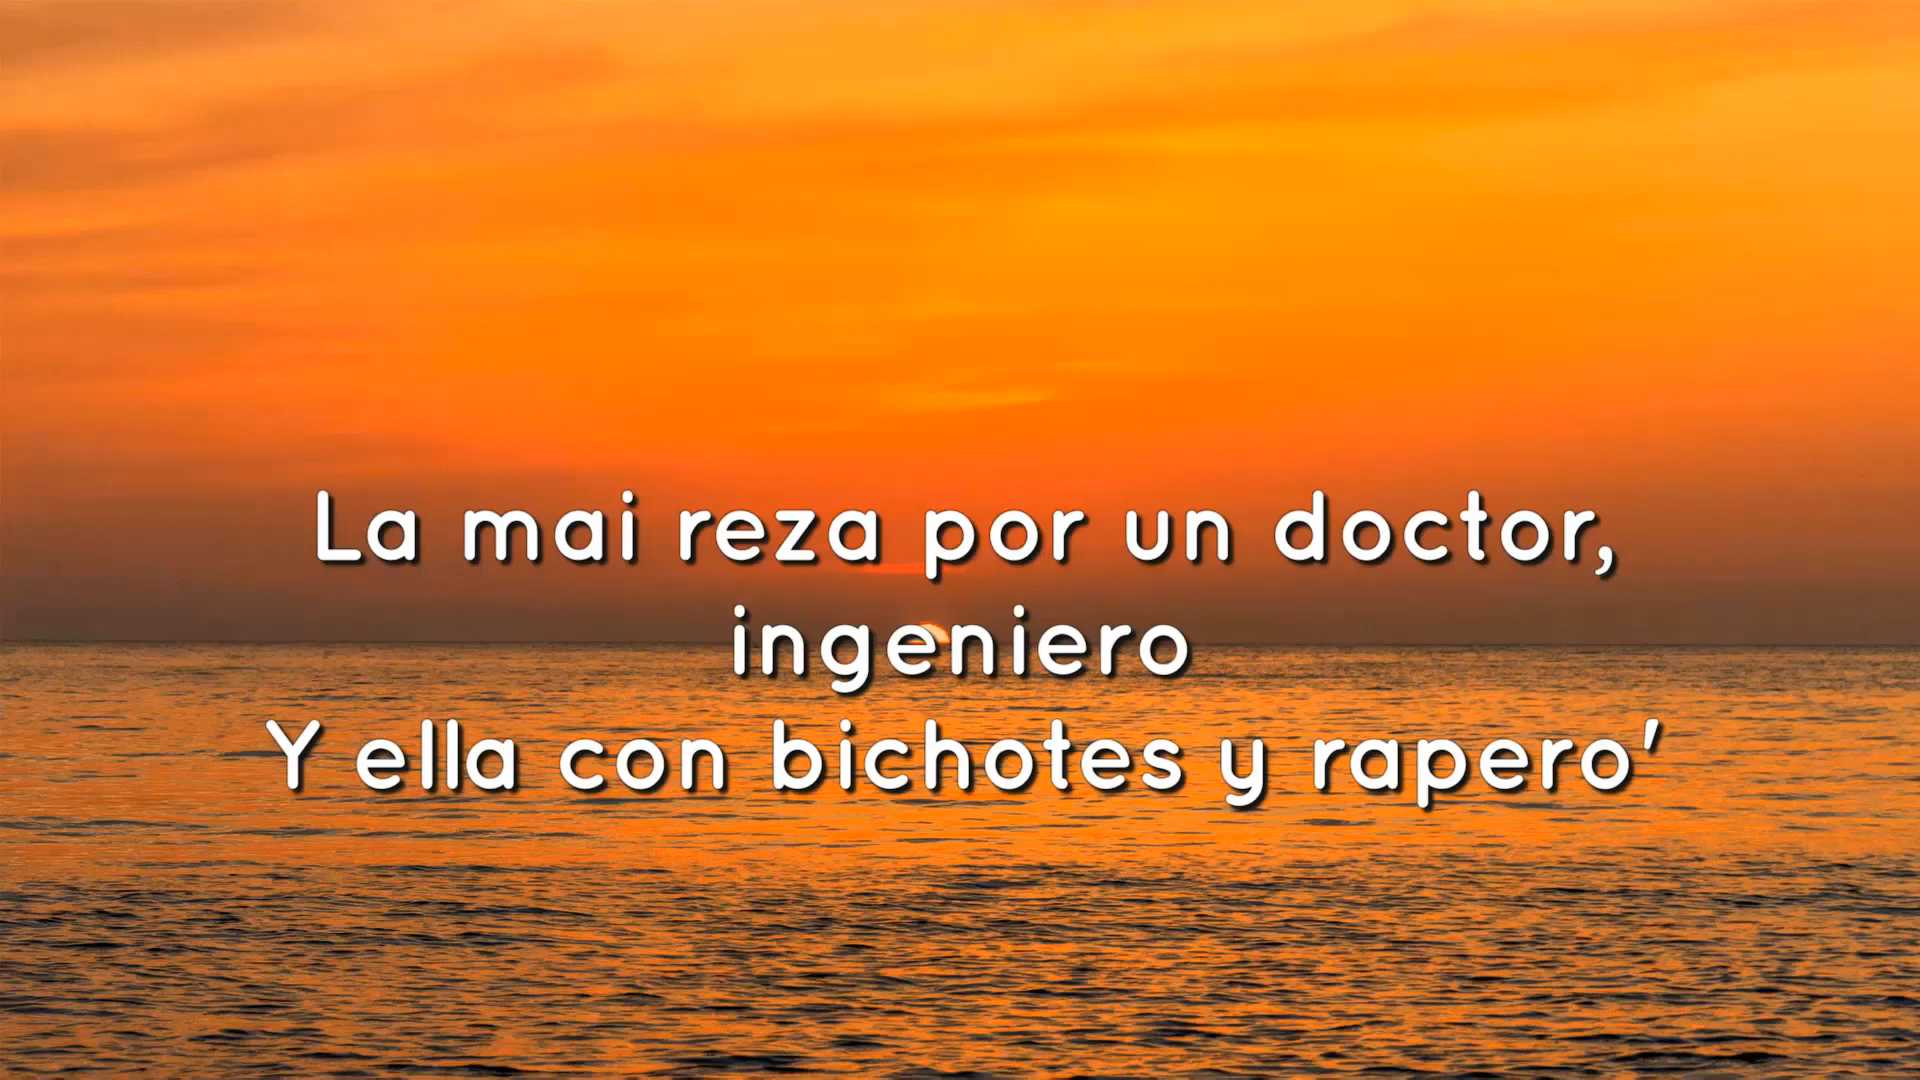 La mai reza por un doctor,
ingeniero
Y ella con bichotes y rapero'